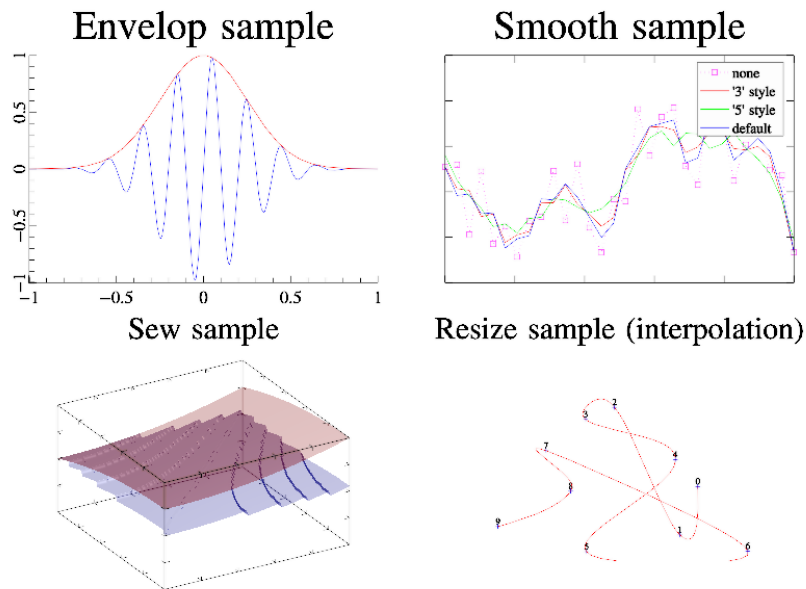 Envelop sample
Smooth sample
1
0.5
0
−0.5
−1
−1
−0.5
0
0.5
1
none
'3' style
'5' style
default
Sew sample
Resize sample (interpolation)
2
3
7
4
8
0
9
1
5
6